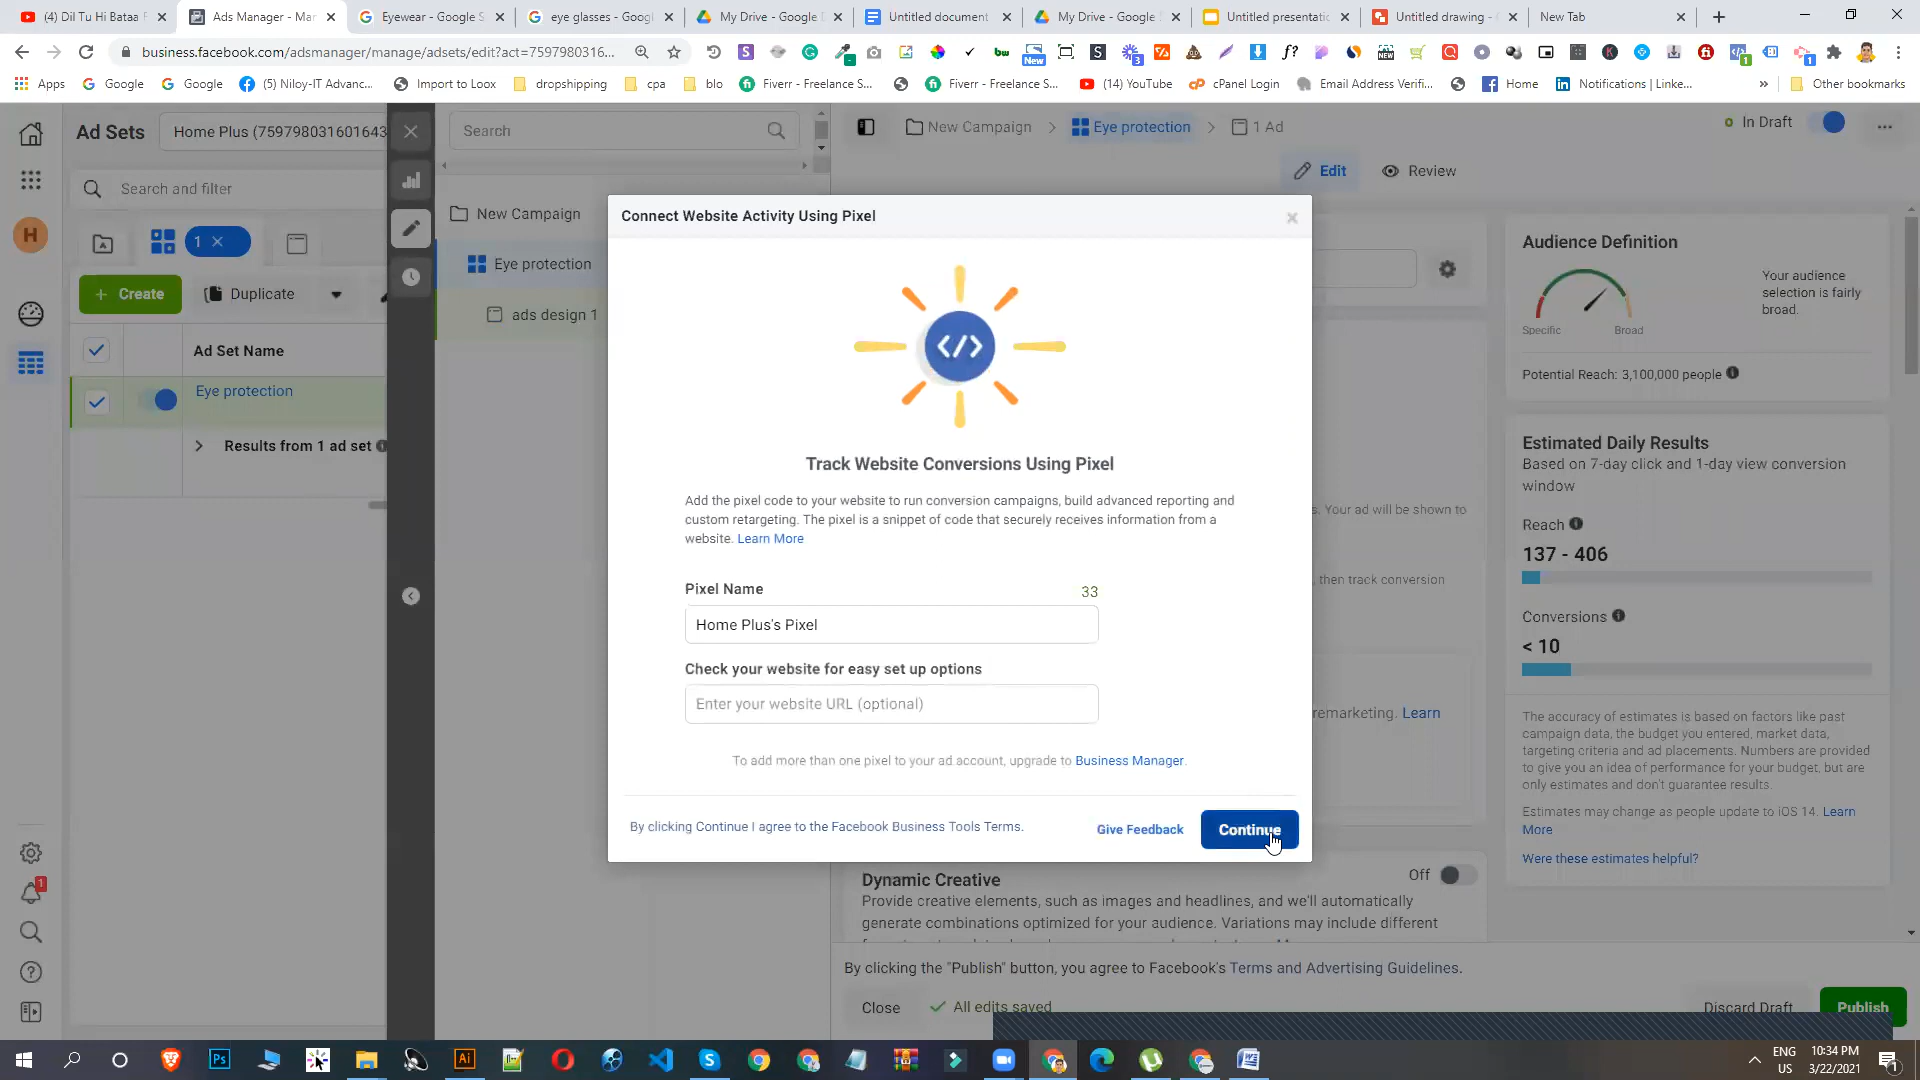 (4) Dil Tu Hi Bataa
Ads Manager - Mar
Eyewear - Google S
eye glasses - Goog
My Drive - Google
Untitled document
My Drive - Google
Untitled presentati
Untitled drawing -
New Tab
business.facebook.com/adsmanager/manage/adsets/edit?act=7597980316...
New
Apps
Google
Google
(5) Niloy-IT Advanc...
Import to Loox
dropshipping
cpa
blo
Fiverr - Freelance S...
Fiverr - Freelance S...
(14) YouTube
cPanel Login
Email Address Verifi...
Home
Notifications | Linke...
»
Other bookmarks
Ad Sets
Home Plus (759798031601643
Search
New Campaign
Eye protection
1 Ad
In Draft
Edit
Review
Search and filter
H
1
Create
Duplicate
Ad Set Name
Eye protection
Results from 1 ad set
New Campaign
Eye protection
ads design 1
Connect Website Activity Using Pixel
Track Website Conversions Using Pixel
Add the pixel code to your website to run conversion campaigns, build advanced reporting and
custom retargeting. The pixel is a snippet of code that securely receives information from a
website. Learn More
Pixel Name
33
Home Plus's Pixel
Check your website for easy set up options
Enter your website URL (optional)
To add more than one pixel to your ad account, upgrade to Business Manager.
By clicking Continue I agree to the Facebook Business Tools Terms.
Give Feedback
Continue
s. Your ad will be shown to
, then track conversion
remarketing. Learn
Audience Definition
Your audience
selection is fairly
broad.
Specific
Broad
Potential Reach: 3,100,000 people
Estimated Daily Results
Based on 7-day click and 1-day view conversion
window
Reach
137 - 406
Conversions
< 10
The accuracy of estimates is based on factors like past
campaign data, the budget you entered, market data,
targeting criteria and ad placements. Numbers are provided
to give you an idea of performance for your budget, but are
only estimates and don't guarantee results.
Estimates may change as people update to iOS 14. Learn
More
Were these estimates helpful?
Dynamic Creative
Off
Provide creative elements, such as images and headlines, and we'll automatically
generate combinations optimized for your audience. Variations may include different
By clicking the "Publish" button, you agree to Facebook's Terms and Advertising Guidelines.
Close
All edits saved
Discard Draft
Publish
1
ENG
US
10:34 PM
3/22/2021